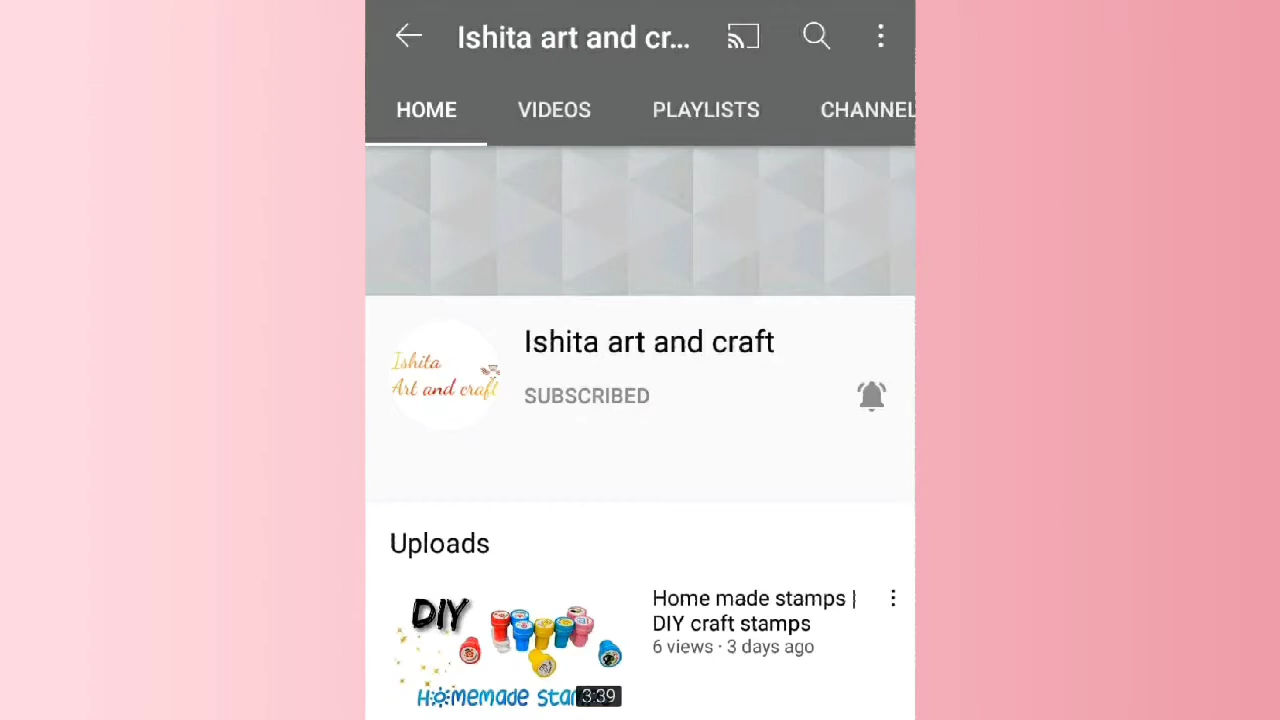 Ishita art and cr...
HOME VIDEOS PLAYLISTS CHANNEL
Ishita
Art and craft
Ishita art and craft
SUBSCRIBED
Uploads
DIY
Homemade sta
3:39
Home made stamps |
DIY craft stamps
6 views · 3 days ago